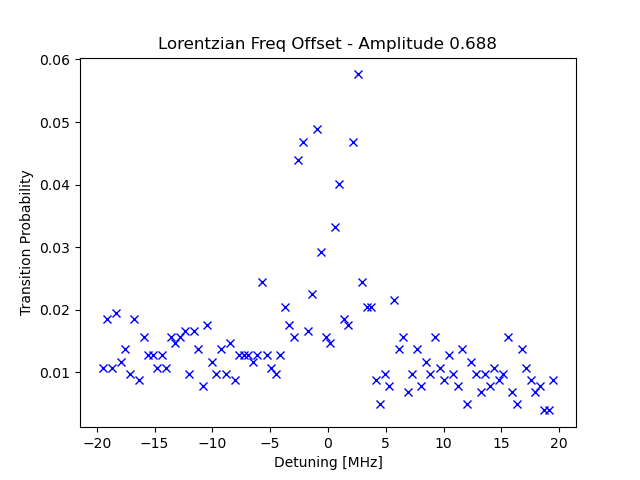 Lorentzian Freq Offset - Amplitude 0.688
Transition Probability
0.06
0.05
0.04
0.03
0.02
0.01
−20 −15 −10 −5 0 5 10 15 20
Detuning [MHz]